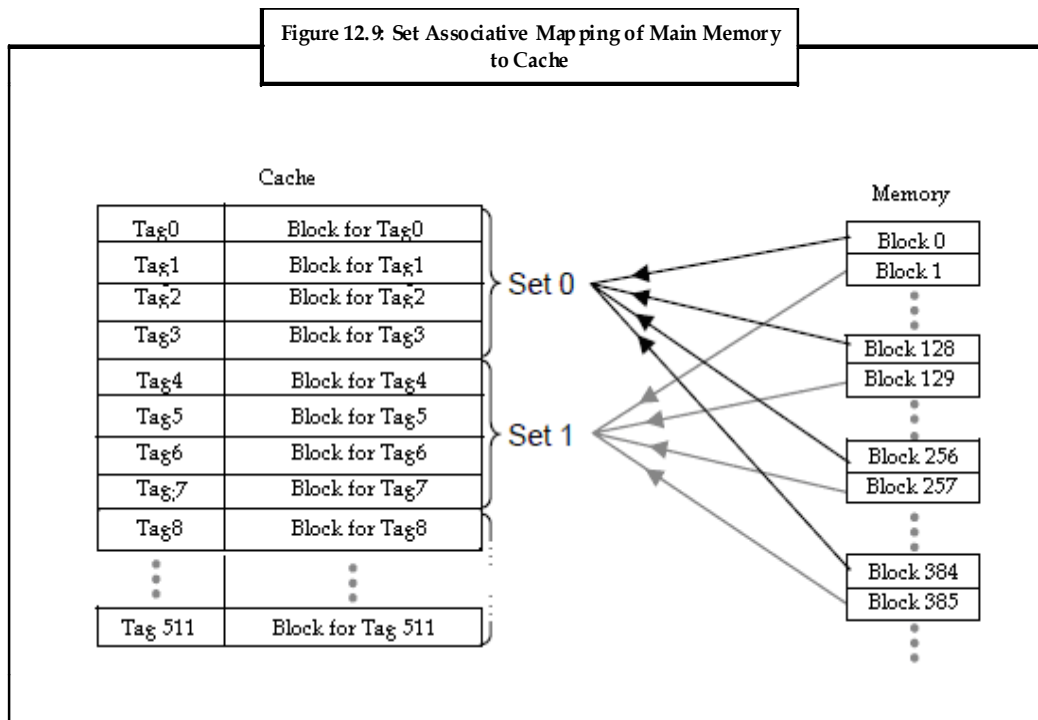 Figure 12.9: Set Associative Mapping of Main Memory
to Cache
Cache
Tag0 Block for Tag0
Tag1 Block for Tag1
Tag2 Block for Tag2
Tag3 Block for Tag3
Set 0
Tag4 Block for Tag4
Tag5 Block for Tag5
Tag6 Block for Tag6
Tag7 Block for Tag7
Set 1
Tag8 Block for Tag8
Tag 511 Block for Tag 511
Memory
Block 0
Block 1
Block 128
Block 129
Block 256
Block 257
Block 384
Block 385